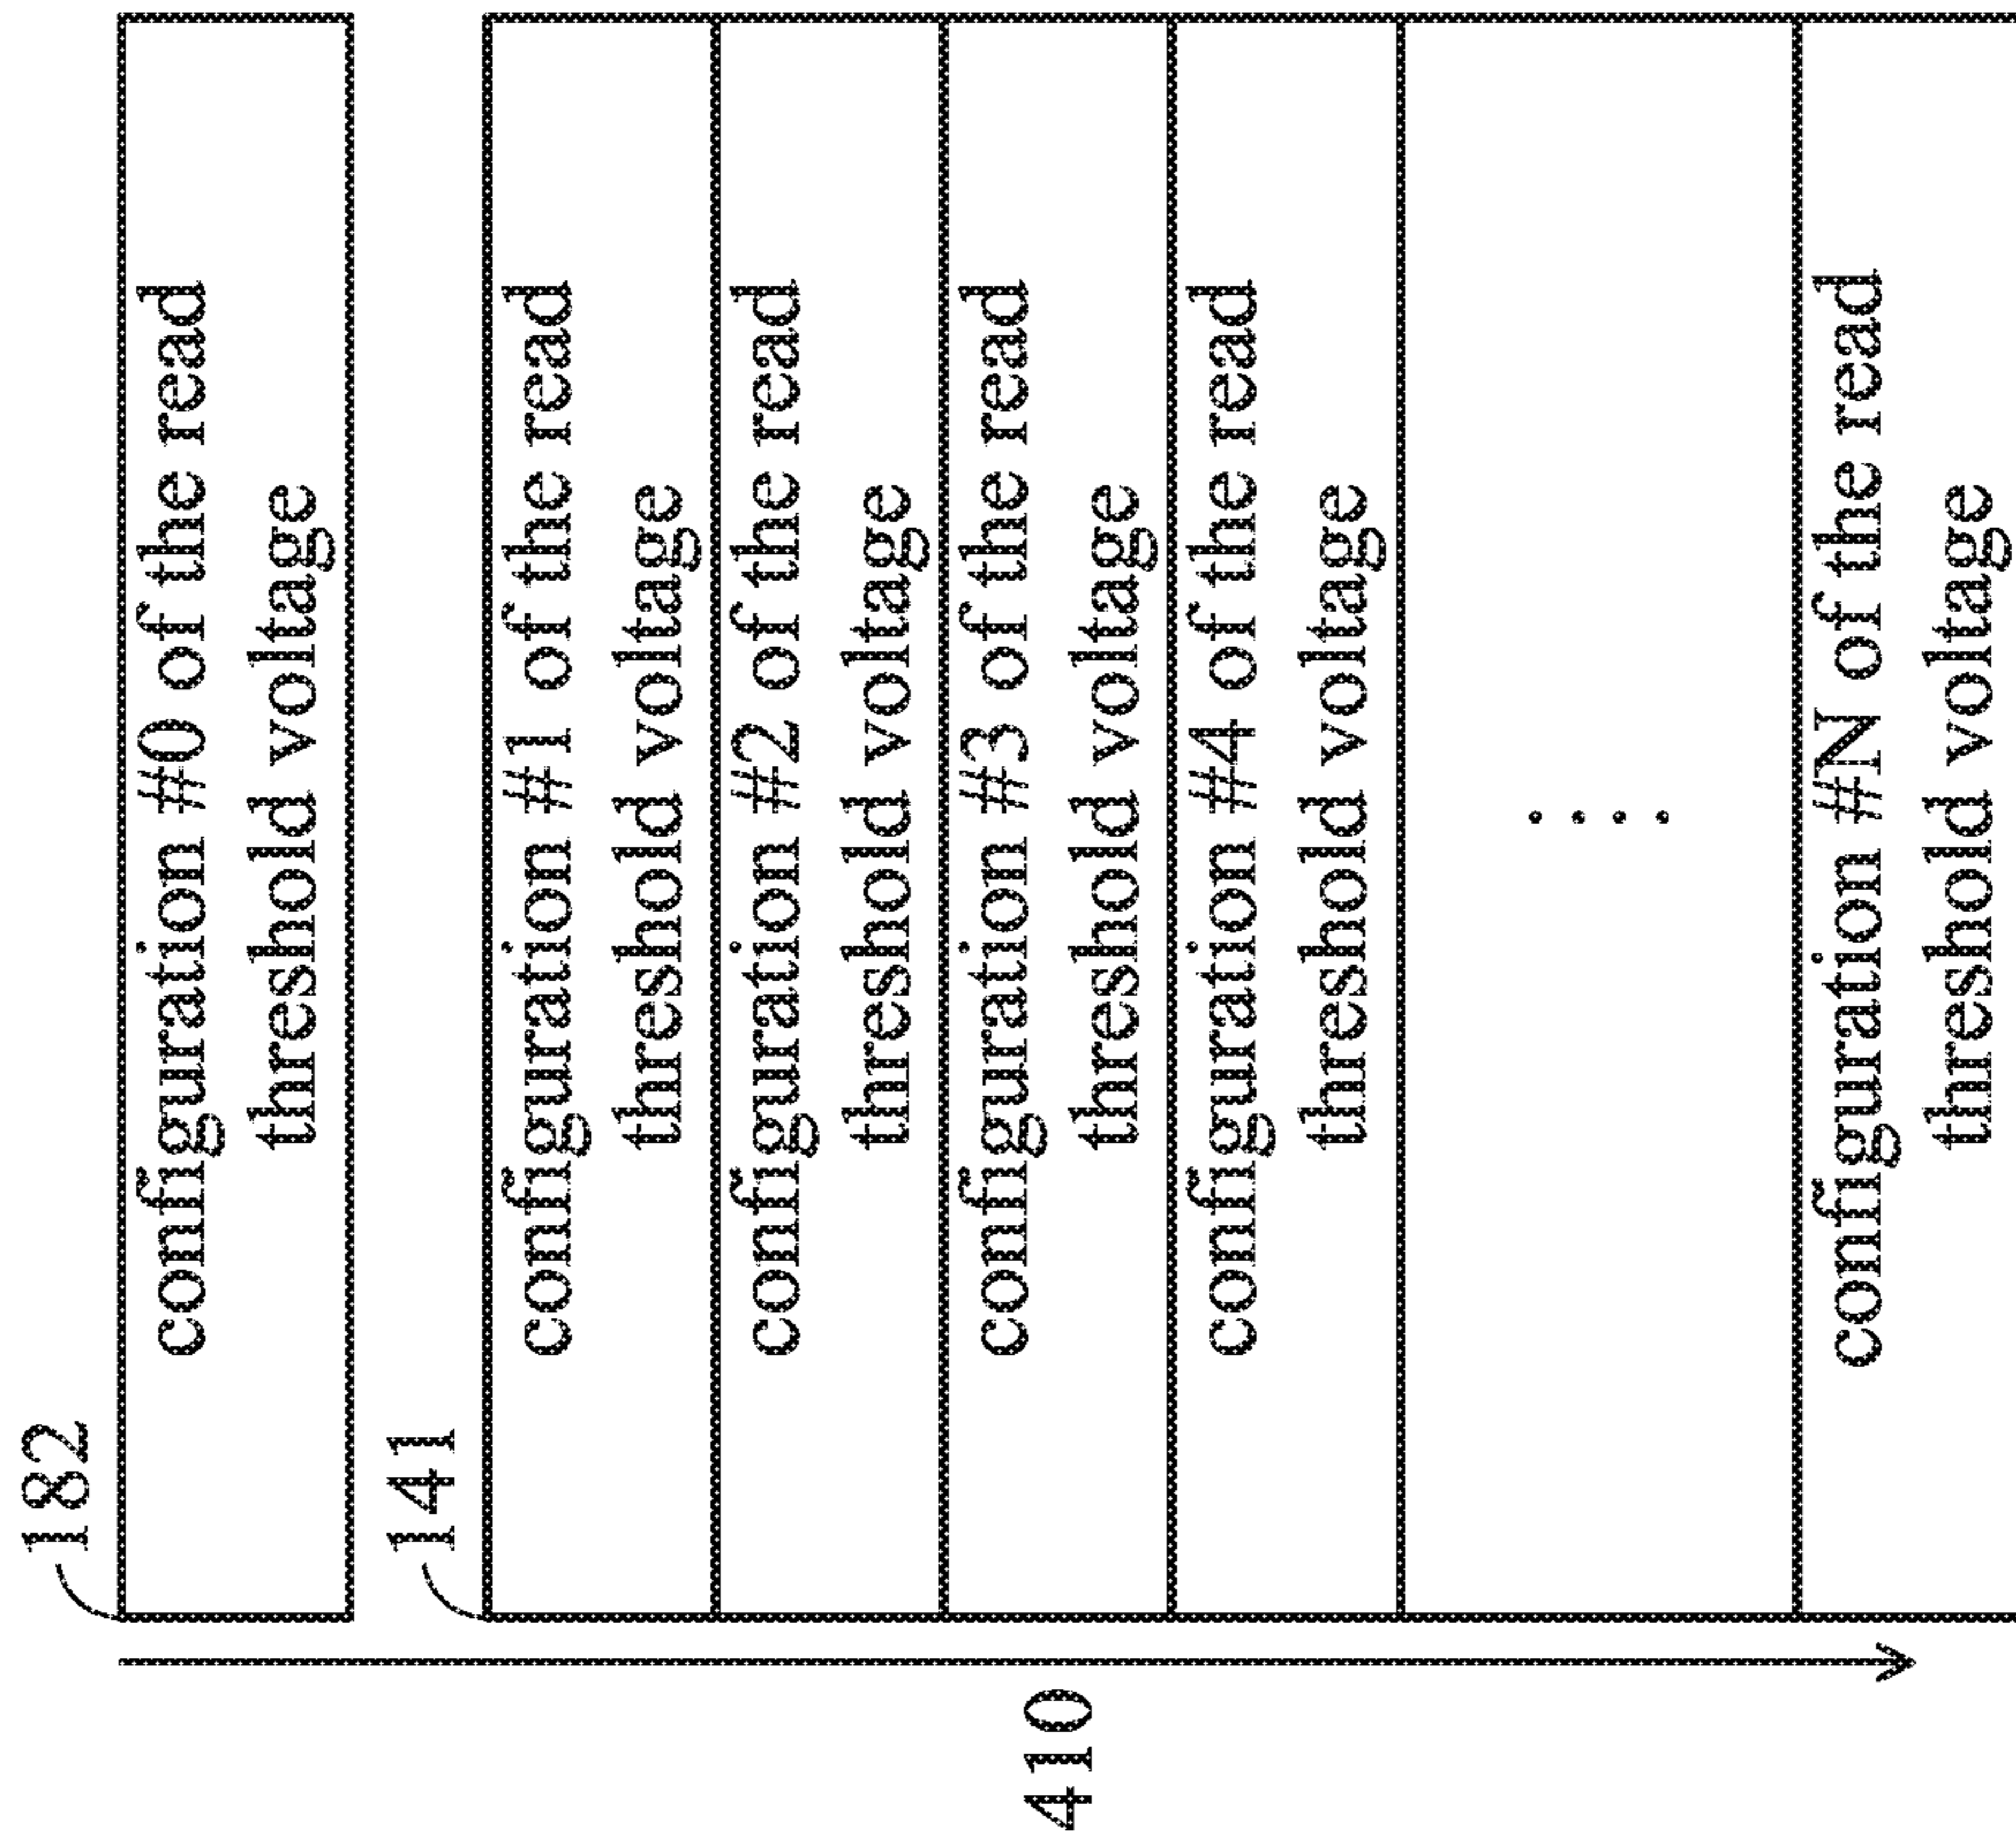 182
configuration #0 of the read
threshold voltage
141
configuration #1 of the read
threshold voltage
configuration #2 of the read
threshold voltage
configuration #3 of the read
threshold voltage
configuration #4 of the read
threshold voltage
. . . .
configuration #N of the read
threshold voltage
410